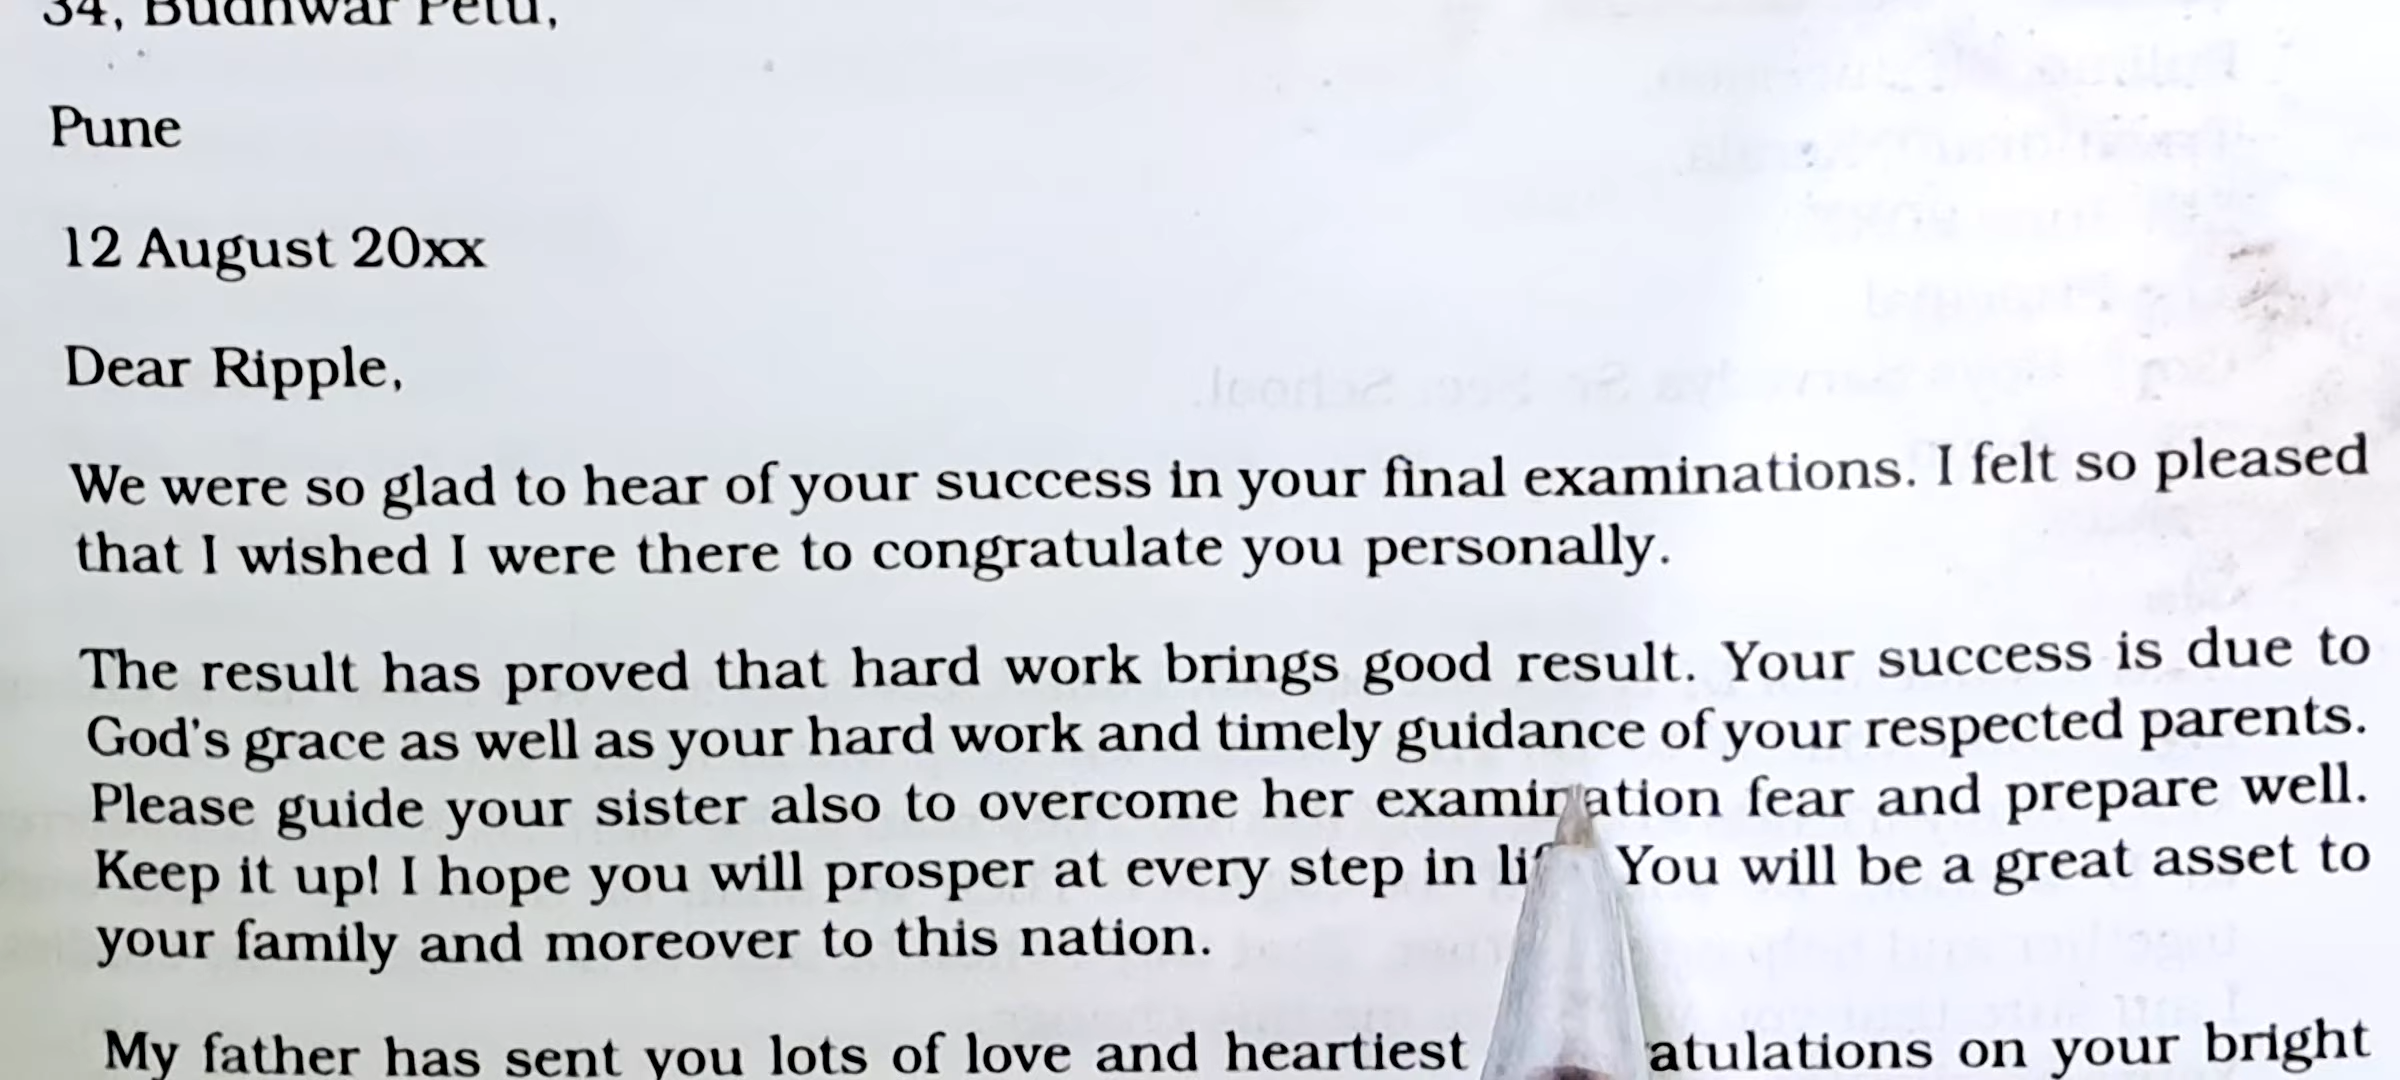 34, Budhwar Petu,
Pune
12 August 20xx
Dear Ripple,
We were so glad to hear of your success in your final examinations. I felt so pleased
that I wished I were there to congratulate you personally.
The result has proved that hard work brings good result. Your success is due to
God's grace as well as your hard work and timely guidance of your respected parents.
Please guide your sister also to overcome her examination fear and prepare well.
Keep it up! I hope you will prosper at every step in You will be a great asset to
your family and moreover to this nation.
My father has sent you lots of love and heartiest on your bright